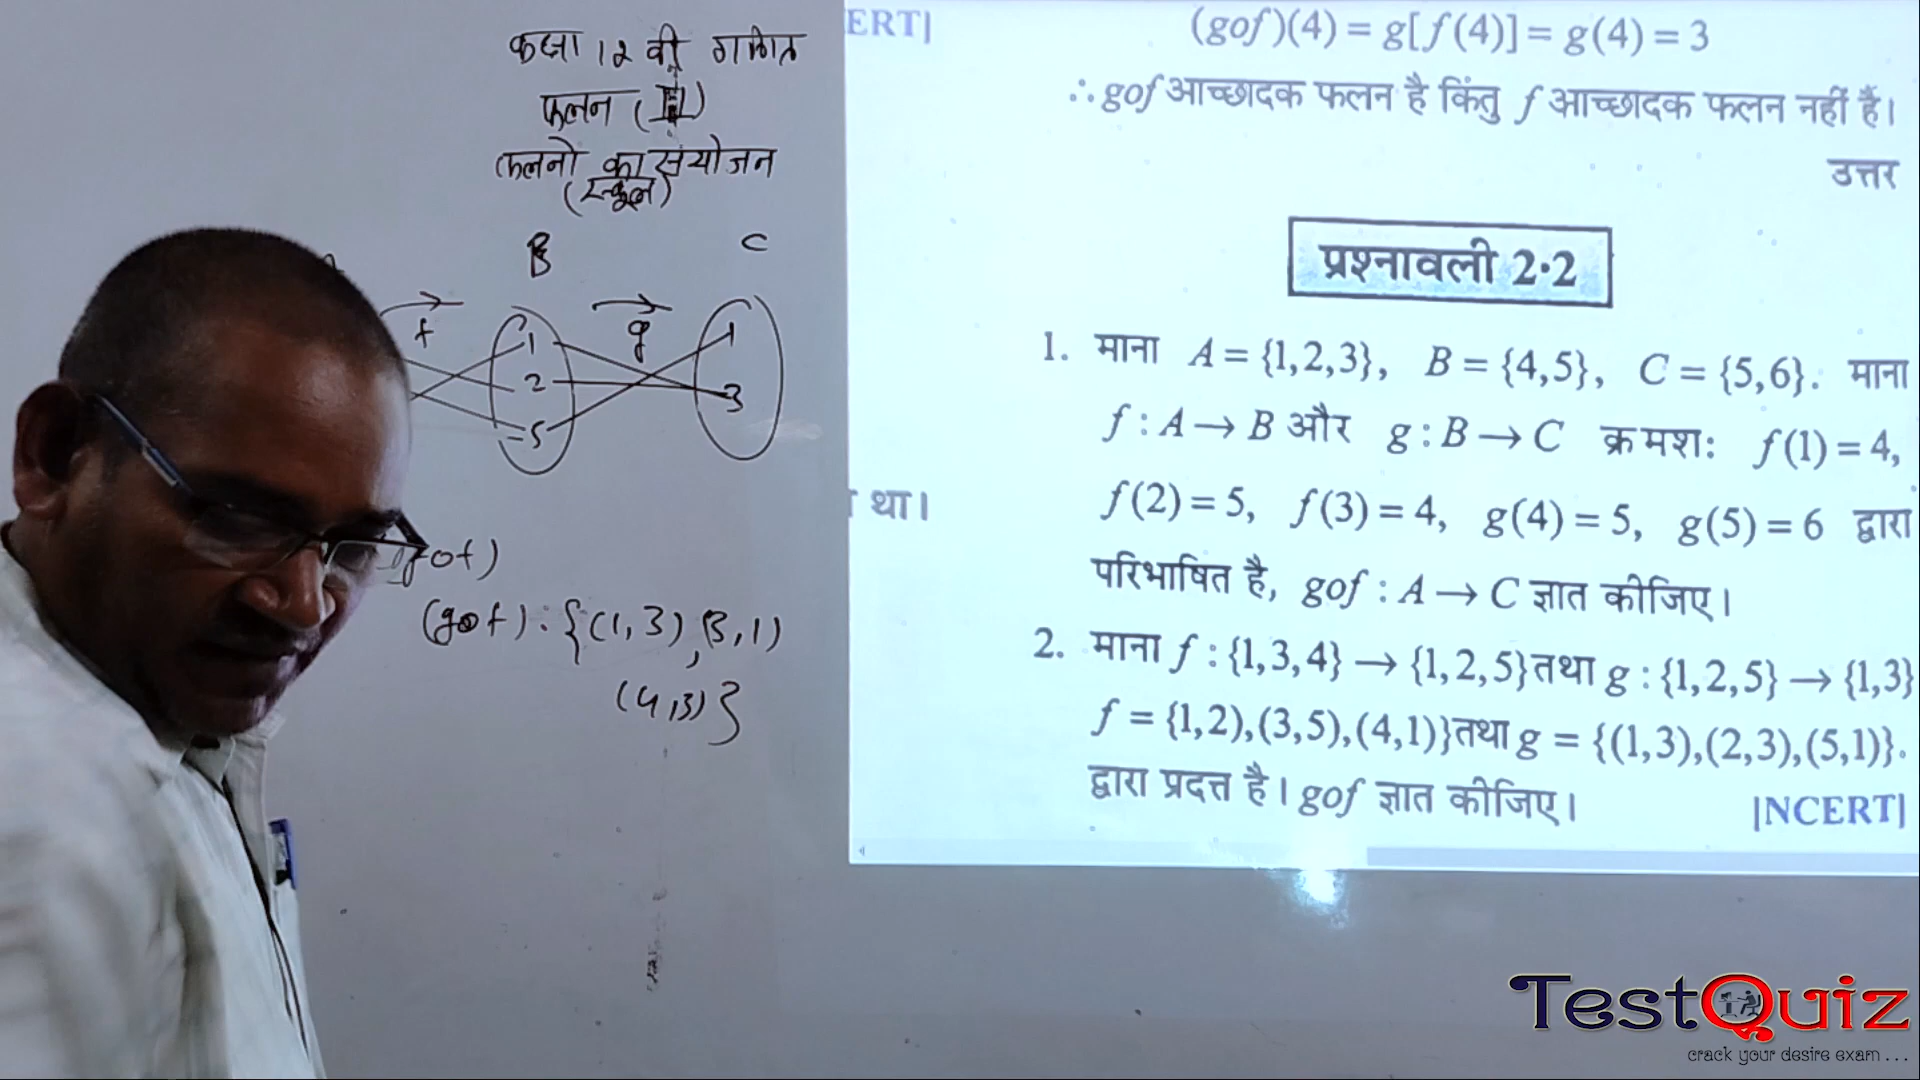 कक्षा 12 वी गणित
फलन (II)
फलनो का संयोजन
(स्कूल)
B C
f g
1 1
2 3
5
(gof)
(gof) : {(1,3), (3,1)
(4,3)}
ERT]
(gof)(4) = g[f(4)] = g(4) = 3
∴ gof आच्छादक फलन है किंतु f आच्छादक फलन नहीं है।
उत्तर
प्रश्नावली 2·2
1. माना A = {1,2,3}, B = {4,5}, C = {5,6}. माना
f : A → B और g : B → C क्रमशः f(1) = 4,
था।
f(2) = 5, f(3) = 4, g(4) = 5, g(5) = 6 द्वारा
परिभाषित है, gof : A → C ज्ञात कीजिए।
2. माना f : {1,3,4} → {1,2,5} तथा g : {1,2,5} → {1,3}
f = {1,2),(3,5),(4,1)} तथा g = {(1,3),(2,3),(5,1)}.
द्वारा प्रदत्त है। gof ज्ञात कीजिए।
[NCERT]
TestQuiz
crack your desire exam . . .